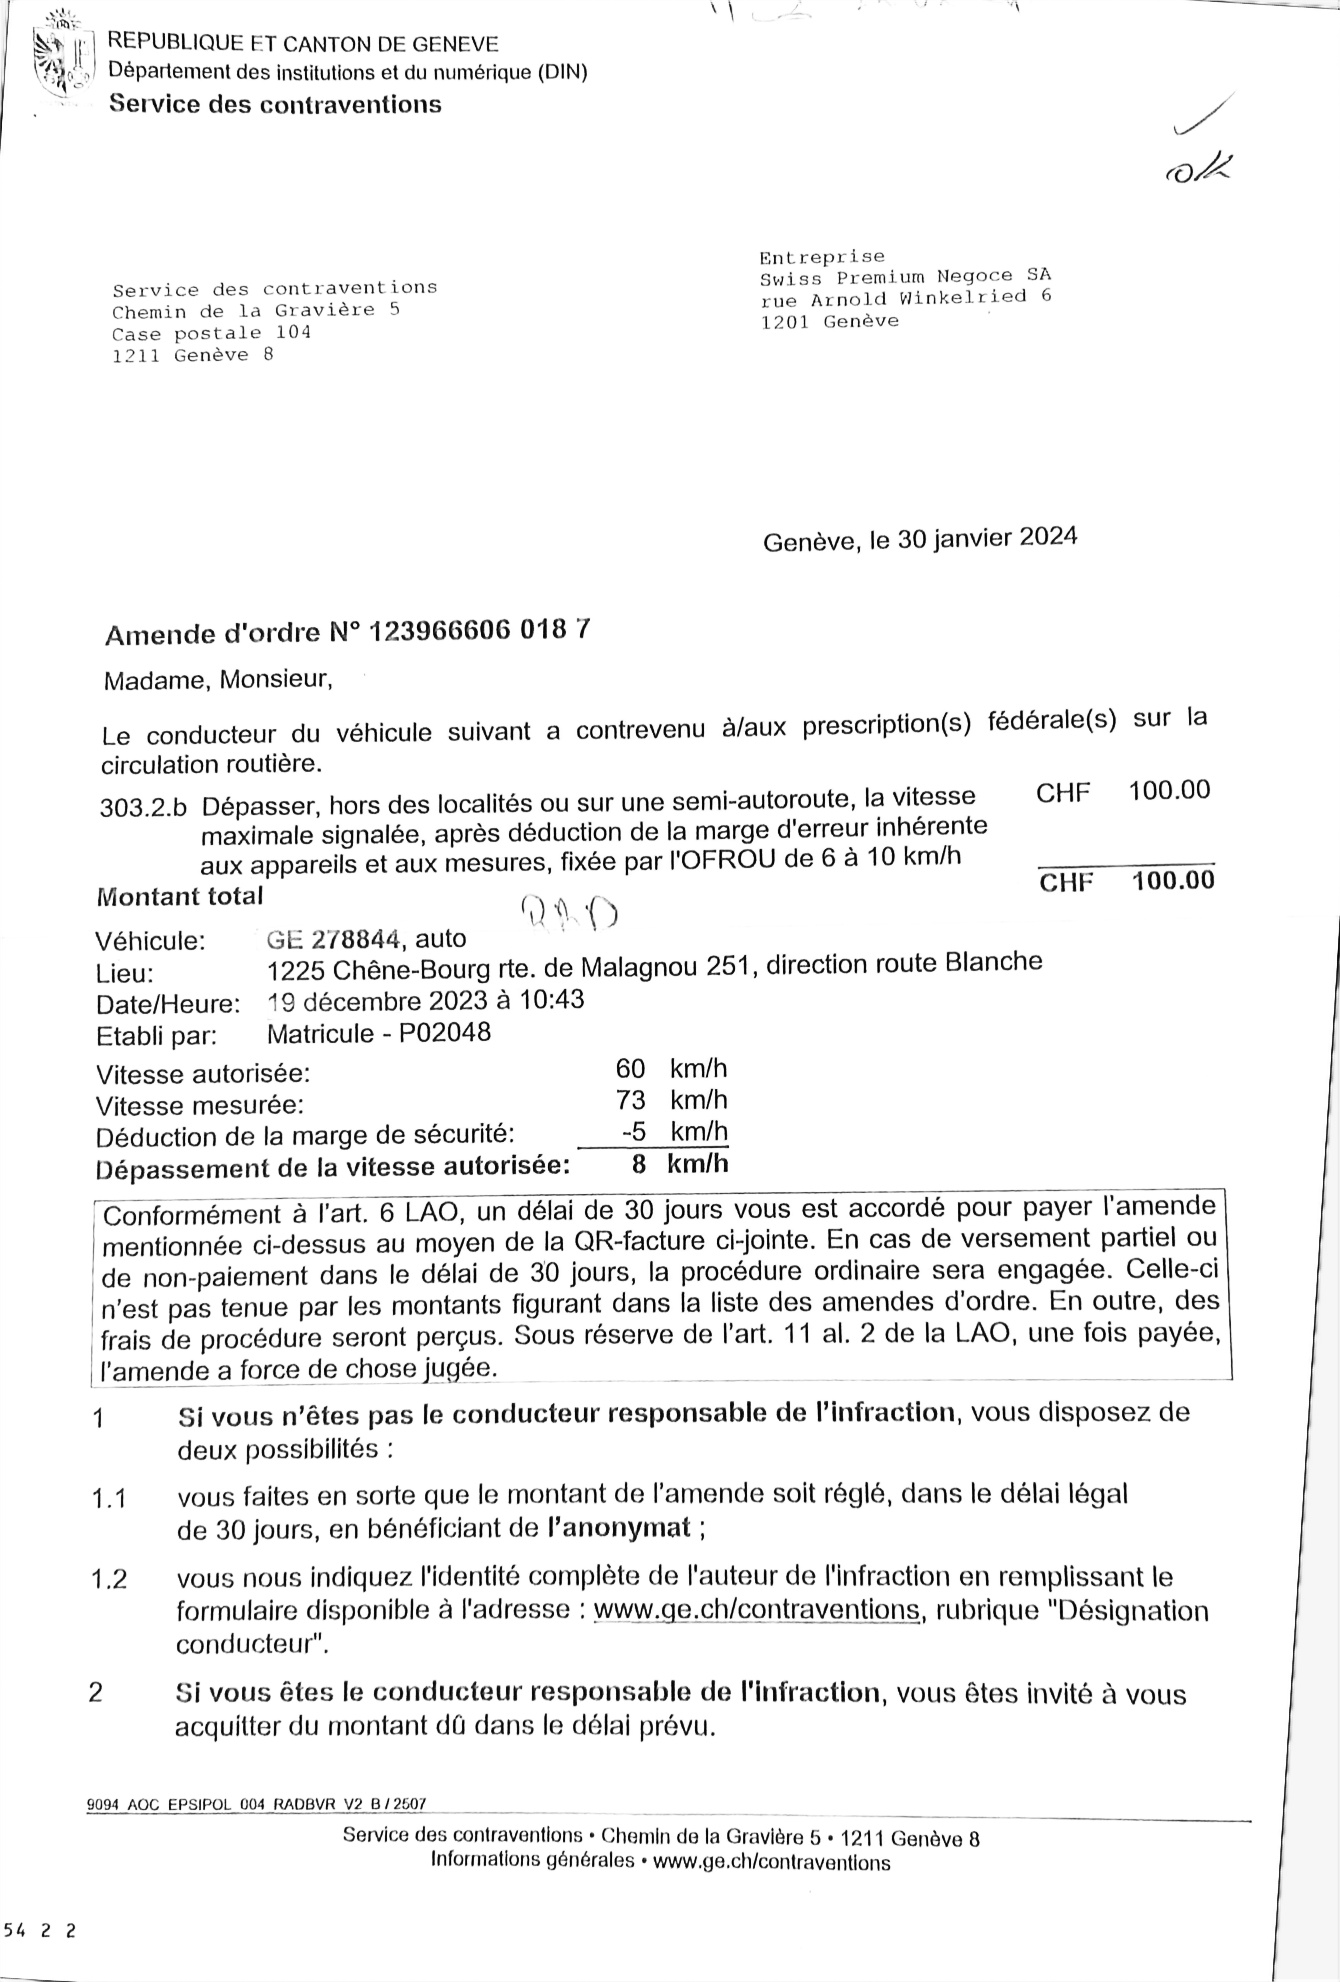 REPUBLIQUE ET CANTON DE GENEVE
Département des institutions et du numérique (DIN)
Service des contraventions
ok
Entreprise
Swiss Premium Negoce SA
rue Arnold Winkelried 6
1201 Genève
Service des contraventions
Chemin de la Gravière 5
Case postale 104
1211 Genève 8
Genève, le 30 janvier 2024
Amende d'ordre N° 123966606 018 7
Madame, Monsieur,
Le conducteur du véhicule suivant a contrevenu à/aux prescription(s) fédérale(s) sur la
circulation routière.
303.2.b Dépasser, hors des localités ou sur une semi-autoroute, la vitesse CHF 100.00
maximale signalée, après déduction de la marge d'erreur inhérente
aux appareils et aux mesures, fixée par l'OFROU de 6 à 10 km/h
Montant total CHF 100.00
Véhicule: GE 278844, auto
Lieu: 1225 Chêne-Bourg rte. de Malagnou 251, direction route Blanche
Date/Heure: 19 décembre 2023 à 10:43
Etabli par: Matricule - P02048
Vitesse autorisée: 60 km/h
Vitesse mesurée: 73 km/h
Déduction de la marge de sécurité: -5 km/h
Dépassement de la vitesse autorisée: 8 km/h
Conformément à l'art. 6 LAO, un délai de 30 jours vous est accordé pour payer l'amende
mentionnée ci-dessus au moyen de la QR-facture ci-jointe. En cas de versement partiel ou
de non-paiement dans le délai de 30 jours, la procédure ordinaire sera engagée. Celle-ci
n'est pas tenue par les montants figurant dans la liste des amendes d'ordre. En outre, des
frais de procédure seront perçus. Sous réserve de l'art. 11 al. 2 de la LAO, une fois payée,
l'amende a force de chose jugée.
1 Si vous n'êtes pas le conducteur responsable de l'infraction, vous disposez de
deux possibilités :
1.1 vous faites en sorte que le montant de l'amende soit réglé, dans le délai légal
de 30 jours, en bénéficiant de l'anonymat ;
1.2 vous nous indiquez l'identité complète de l'auteur de l'infraction en remplissant le
formulaire disponible à l'adresse : www.ge.ch/contraventions, rubrique "Désignation
conducteur".
2 Si vous êtes le conducteur responsable de l'infraction, vous êtes invité à vous
acquitter du montant dû dans le délai prévu.
9094 AOC EPSIPOL 004 RADBVR V2 B / 2507
Service des contraventions • Chemin de la Gravière 5 • 1211 Genève 8
Informations générales • www.ge.ch/contraventions
54 2 2